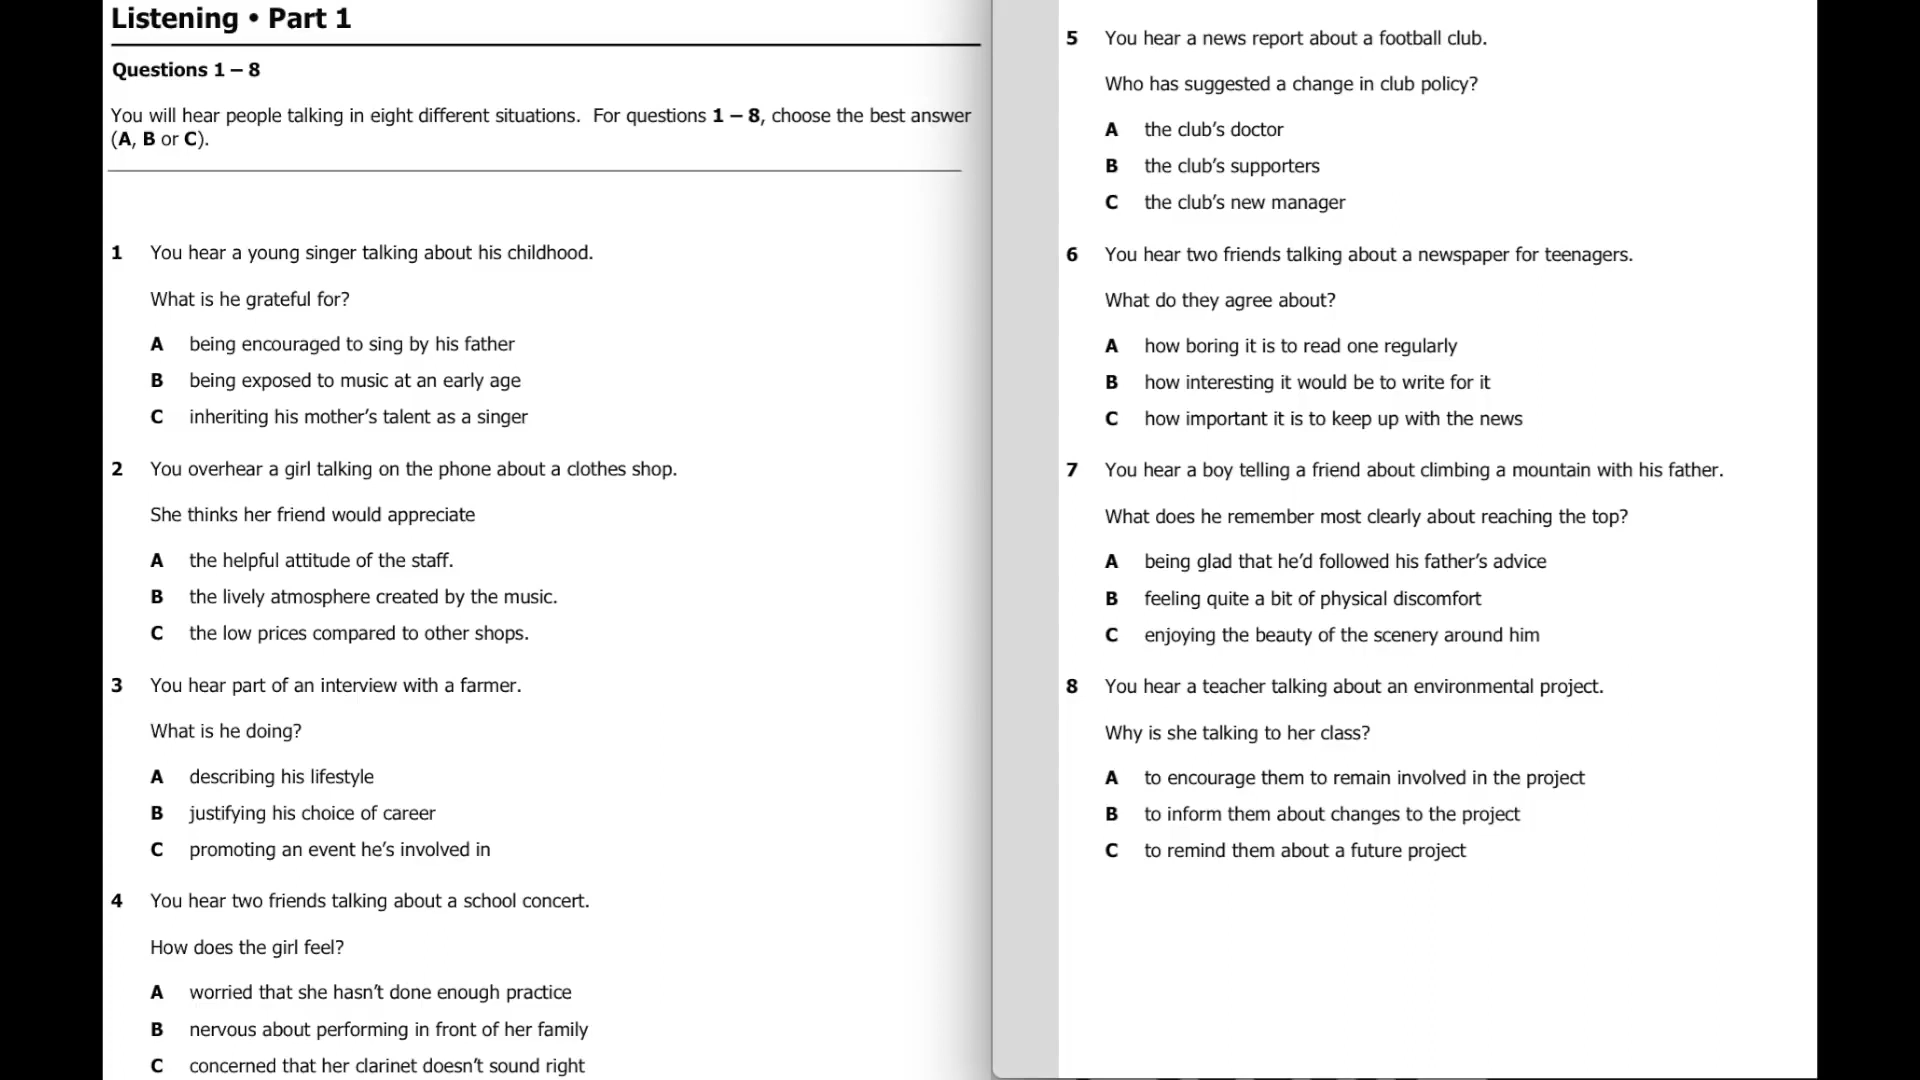 Listening • Part 1
Questions 1 – 8
You will hear people talking in eight different situations. For questions 1 – 8, choose the best answer
(A, B or C).
1 You hear a young singer talking about his childhood.
What is he grateful for?
A being encouraged to sing by his father
B being exposed to music at an early age
C inheriting his mother's talent as a singer
2 You overhear a girl talking on the phone about a clothes shop.
She thinks her friend would appreciate
A the helpful attitude of the staff.
B the lively atmosphere created by the music.
C the low prices compared to other shops.
3 You hear part of an interview with a farmer.
What is he doing?
A describing his lifestyle
B justifying his choice of career
C promoting an event he's involved in
4 You hear two friends talking about a school concert.
How does the girl feel?
A worried that she hasn't done enough practice
B nervous about performing in front of her family
C concerned that her clarinet doesn't sound right
5 You hear a news report about a football club.
Who has suggested a change in club policy?
A the club's doctor
B the club's supporters
C the club's new manager
6 You hear two friends talking about a newspaper for teenagers.
What do they agree about?
A how boring it is to read one regularly
B how interesting it would be to write for it
C how important it is to keep up with the news
7 You hear a boy telling a friend about climbing a mountain with his father.
What does he remember most clearly about reaching the top?
A being glad that he'd followed his father's advice
B feeling quite a bit of physical discomfort
C enjoying the beauty of the scenery around him
8 You hear a teacher talking about an environmental project.
Why is she talking to her class?
A to encourage them to remain involved in the project
B to inform them about changes to the project
C to remind them about a future project